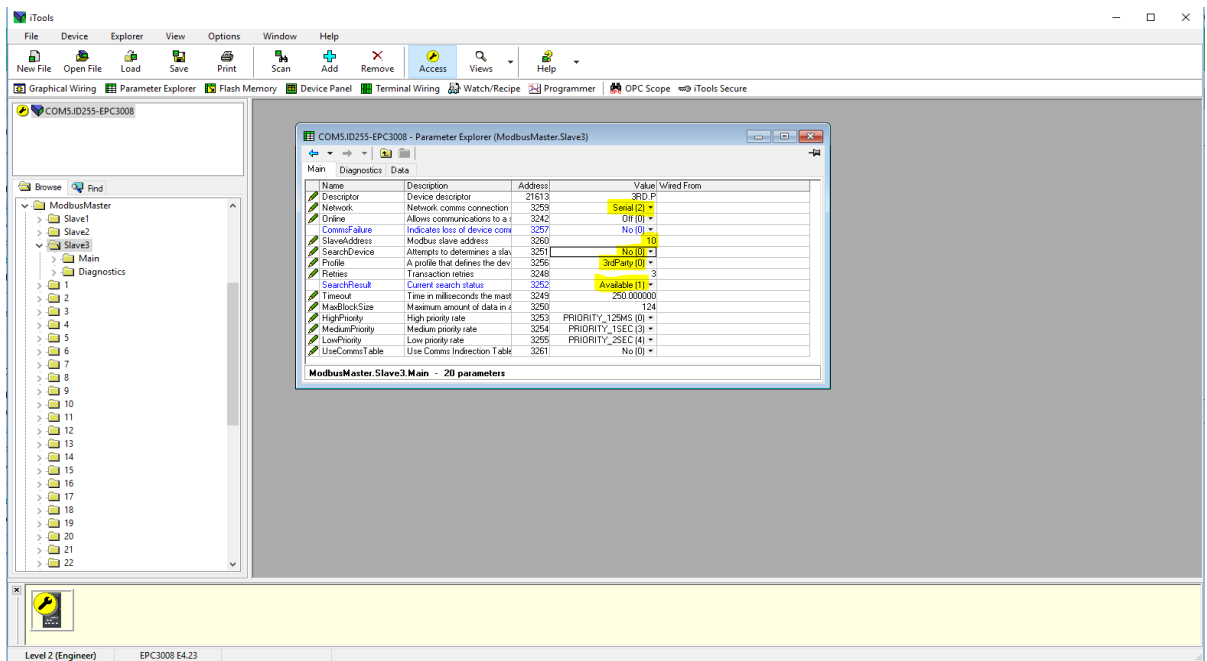 iTools
File Device Explorer View Options Window Help
New File Open File Load Save Print Scan Add Remove Access Views Help
Graphical Wiring Parameter Explorer Flash Memory Device Panel Terminal Wiring Watch/Recipe Programmer OPC Scope iTools Secure
COM5.ID255-EPC3008
COM5.ID255-EPC3008 - Parameter Explorer (ModbusMaster.Slave3)
Main Diagnostics Data
Name Description Address Value Wired From
Descriptor Device descriptor 21613 3RD.P
Network Network comms connection 3259 Serial (2)
Online Allows communications to a s 3242 Off (0)
CommsFailure Indicates loss of device comm 3257 No (0)
SlaveAddress Modbus slave address 3260 10
SearchDevice Attempts to determines a slav 3251 No (0)
Profile A profile that defines the dev 3256 3rdParty (0)
Retries Transaction retries 3248 3
SearchResult Current search status 3252 Available (1)
Timeout Time in milliseconds the mast 3249 250.000000
MaxBlockSize Maximum amount of data in a 3250 124
HighPriority High priority rate 3253 PRIORITY_125MS (0)
MediumPriority Medium priority rate 3254 PRIORITY_1SEC (3)
LowPriority Low priority rate 3255 PRIORITY_2SEC (4)
UseCommsTable Use Comms Indirection Table 3261 No (0)
ModbusMaster.Slave3.Main - 20 parameters
Browse Find
ModbusMaster
Slave1
Slave2
Slave3
Main
Diagnostics
1
2
3
4
5
6
7
8
9
10
11
12
13
14
15
16
17
18
19
20
21
22
Level 2 (Engineer) EPC3008 E4.23